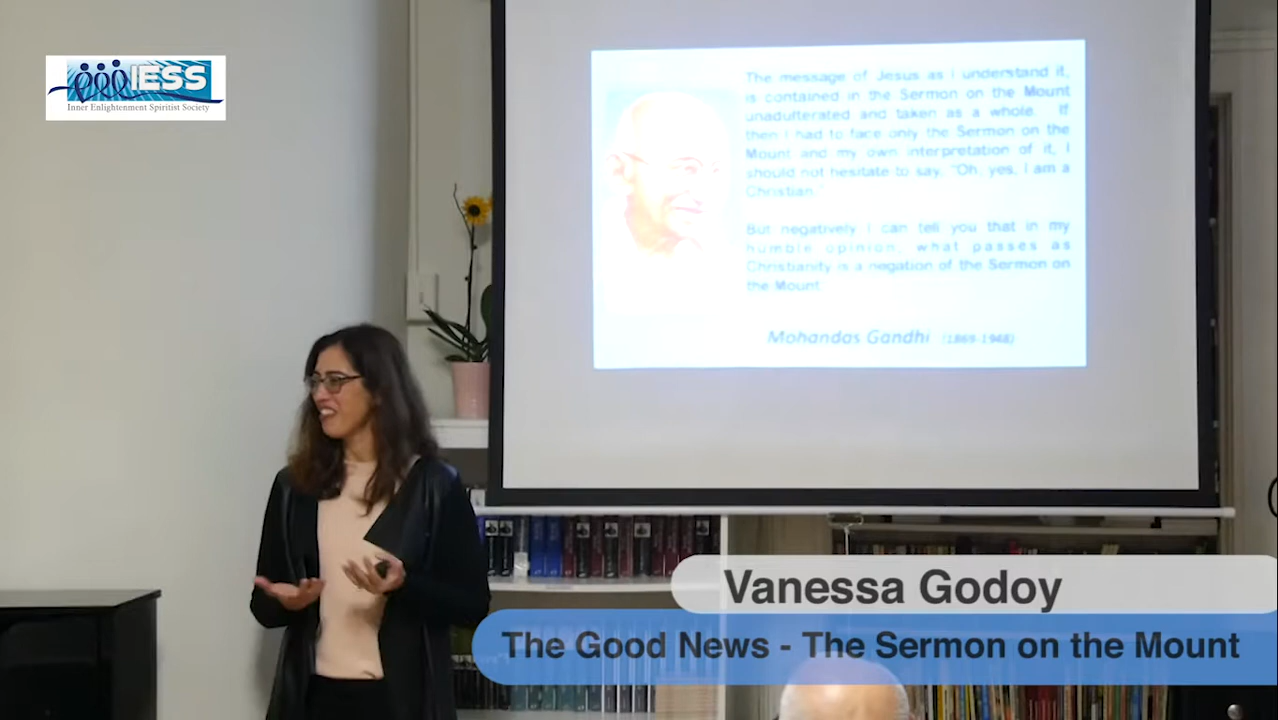 IESS
Inner Enlightenment Spiritist Society
The message of Jesus as I understand it,
is contained in the Sermon on the Mount
unadulterated and taken as a whole. If
then I had to face only the Sermon on the
Mount and my own interpretation of it, I
should not hesitate to say, "Oh, yes, I am a
Christian."
But negatively I can tell you that in my
humble opinion, what passes as
Christianity is a negation of the Sermon on
the Mount
Mohandas Gandhi (1869-1948)
Vanessa Godoy
The Good News - The Sermon on the Mount